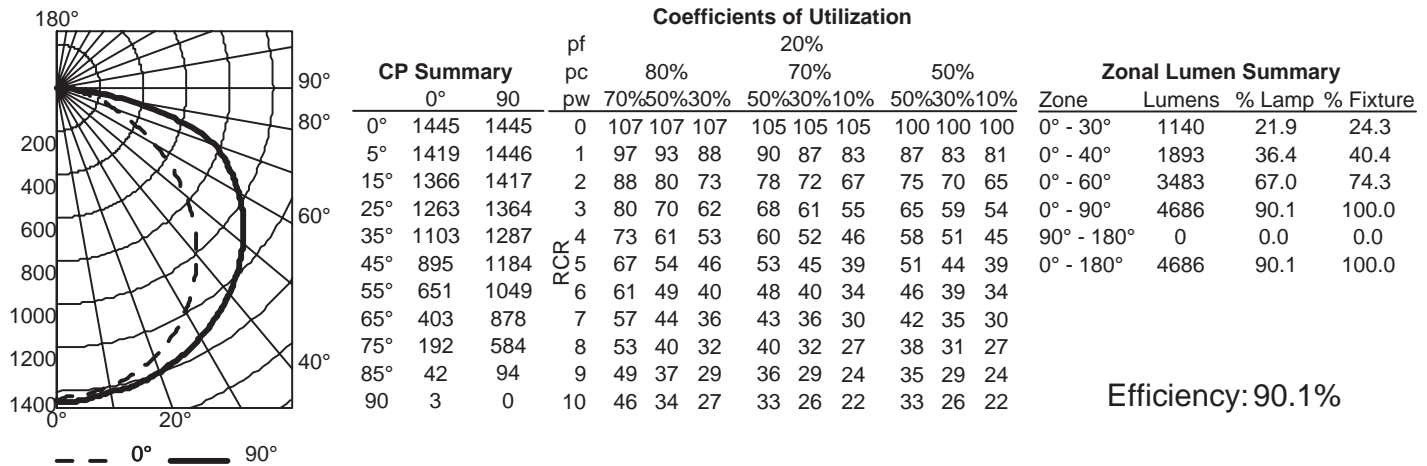 180°
90°
80°
60°
40°
200
400
600
800
1000
1200
1400
0°
20°
0° 90°
CP Summary
0° 90
0° 1445 1445
5° 1419 1446
15° 1366 1417
25° 1263 1364
35° 1103 1287
45° 895 1184
55° 651 1049
65° 403 878
75° 192 584
85° 42 94
90 3 0
Coefficients of Utilization
pf 20%
pc 80% 70% 50%
pw 70%50%30% 50%30%10% 50%30%10%
RCR
0 107 107 107 105 105 105 100 100 100
1 97 93 88 90 87 83 87 83 81
2 88 80 73 78 72 67 75 70 65
3 80 70 62 68 61 55 65 59 54
4 73 61 53 60 52 46 58 51 45
5 67 54 46 53 45 39 51 44 39
6 61 49 40 48 40 34 46 39 34
7 57 44 36 43 36 30 42 35 30
8 53 40 32 40 32 27 38 31 27
9 49 37 29 36 29 24 35 29 24
10 46 34 27 33 26 22 33 26 22
Zonal Lumen Summary
Zone Lumens % Lamp % Fixture
0° - 30° 1140 21.9 24.3
0° - 40° 1893 36.4 40.4
0° - 60° 3483 67.0 74.3
0° - 90° 4686 90.1 100.0
90° - 180° 0 0.0 0.0
0° - 180° 4686 90.1 100.0
Efficiency: 90.1%